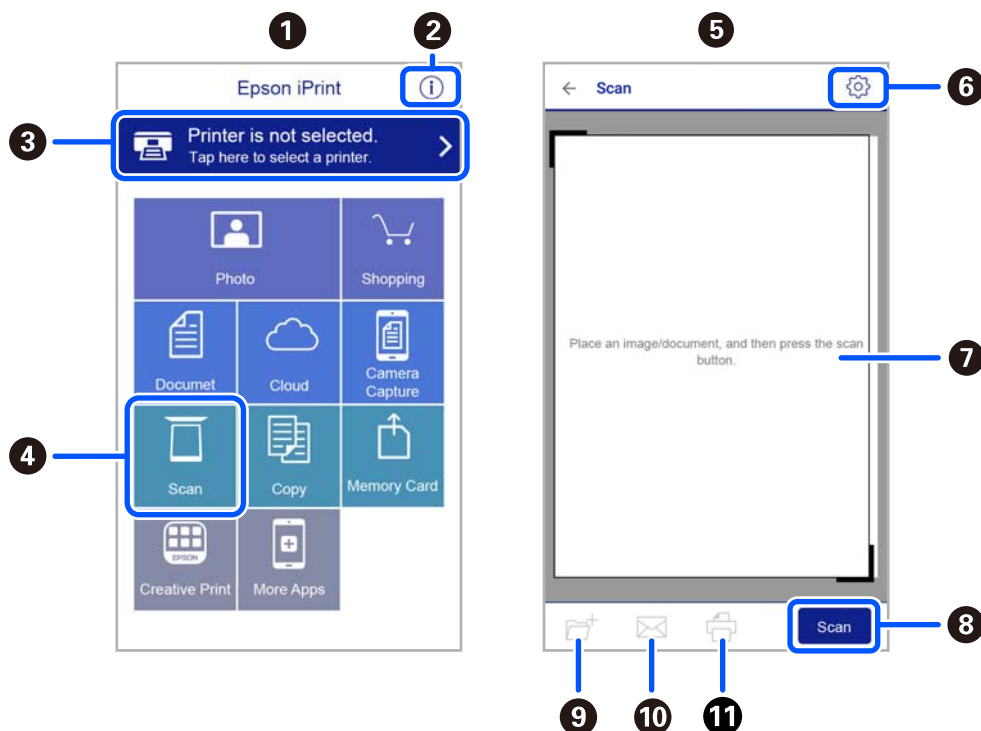 1
2
Epson iPrint
3
Printer is not selected.
Tap here to select a printer.
Photo
Shopping
Documet
Cloud
Camera
Capture
4
Scan
Copy
Memory Card
EPSON
Creative Print
More Apps
5
Scan
6
Place an image/document, and then press the scan
button.
7
Scan
8
9
10
11